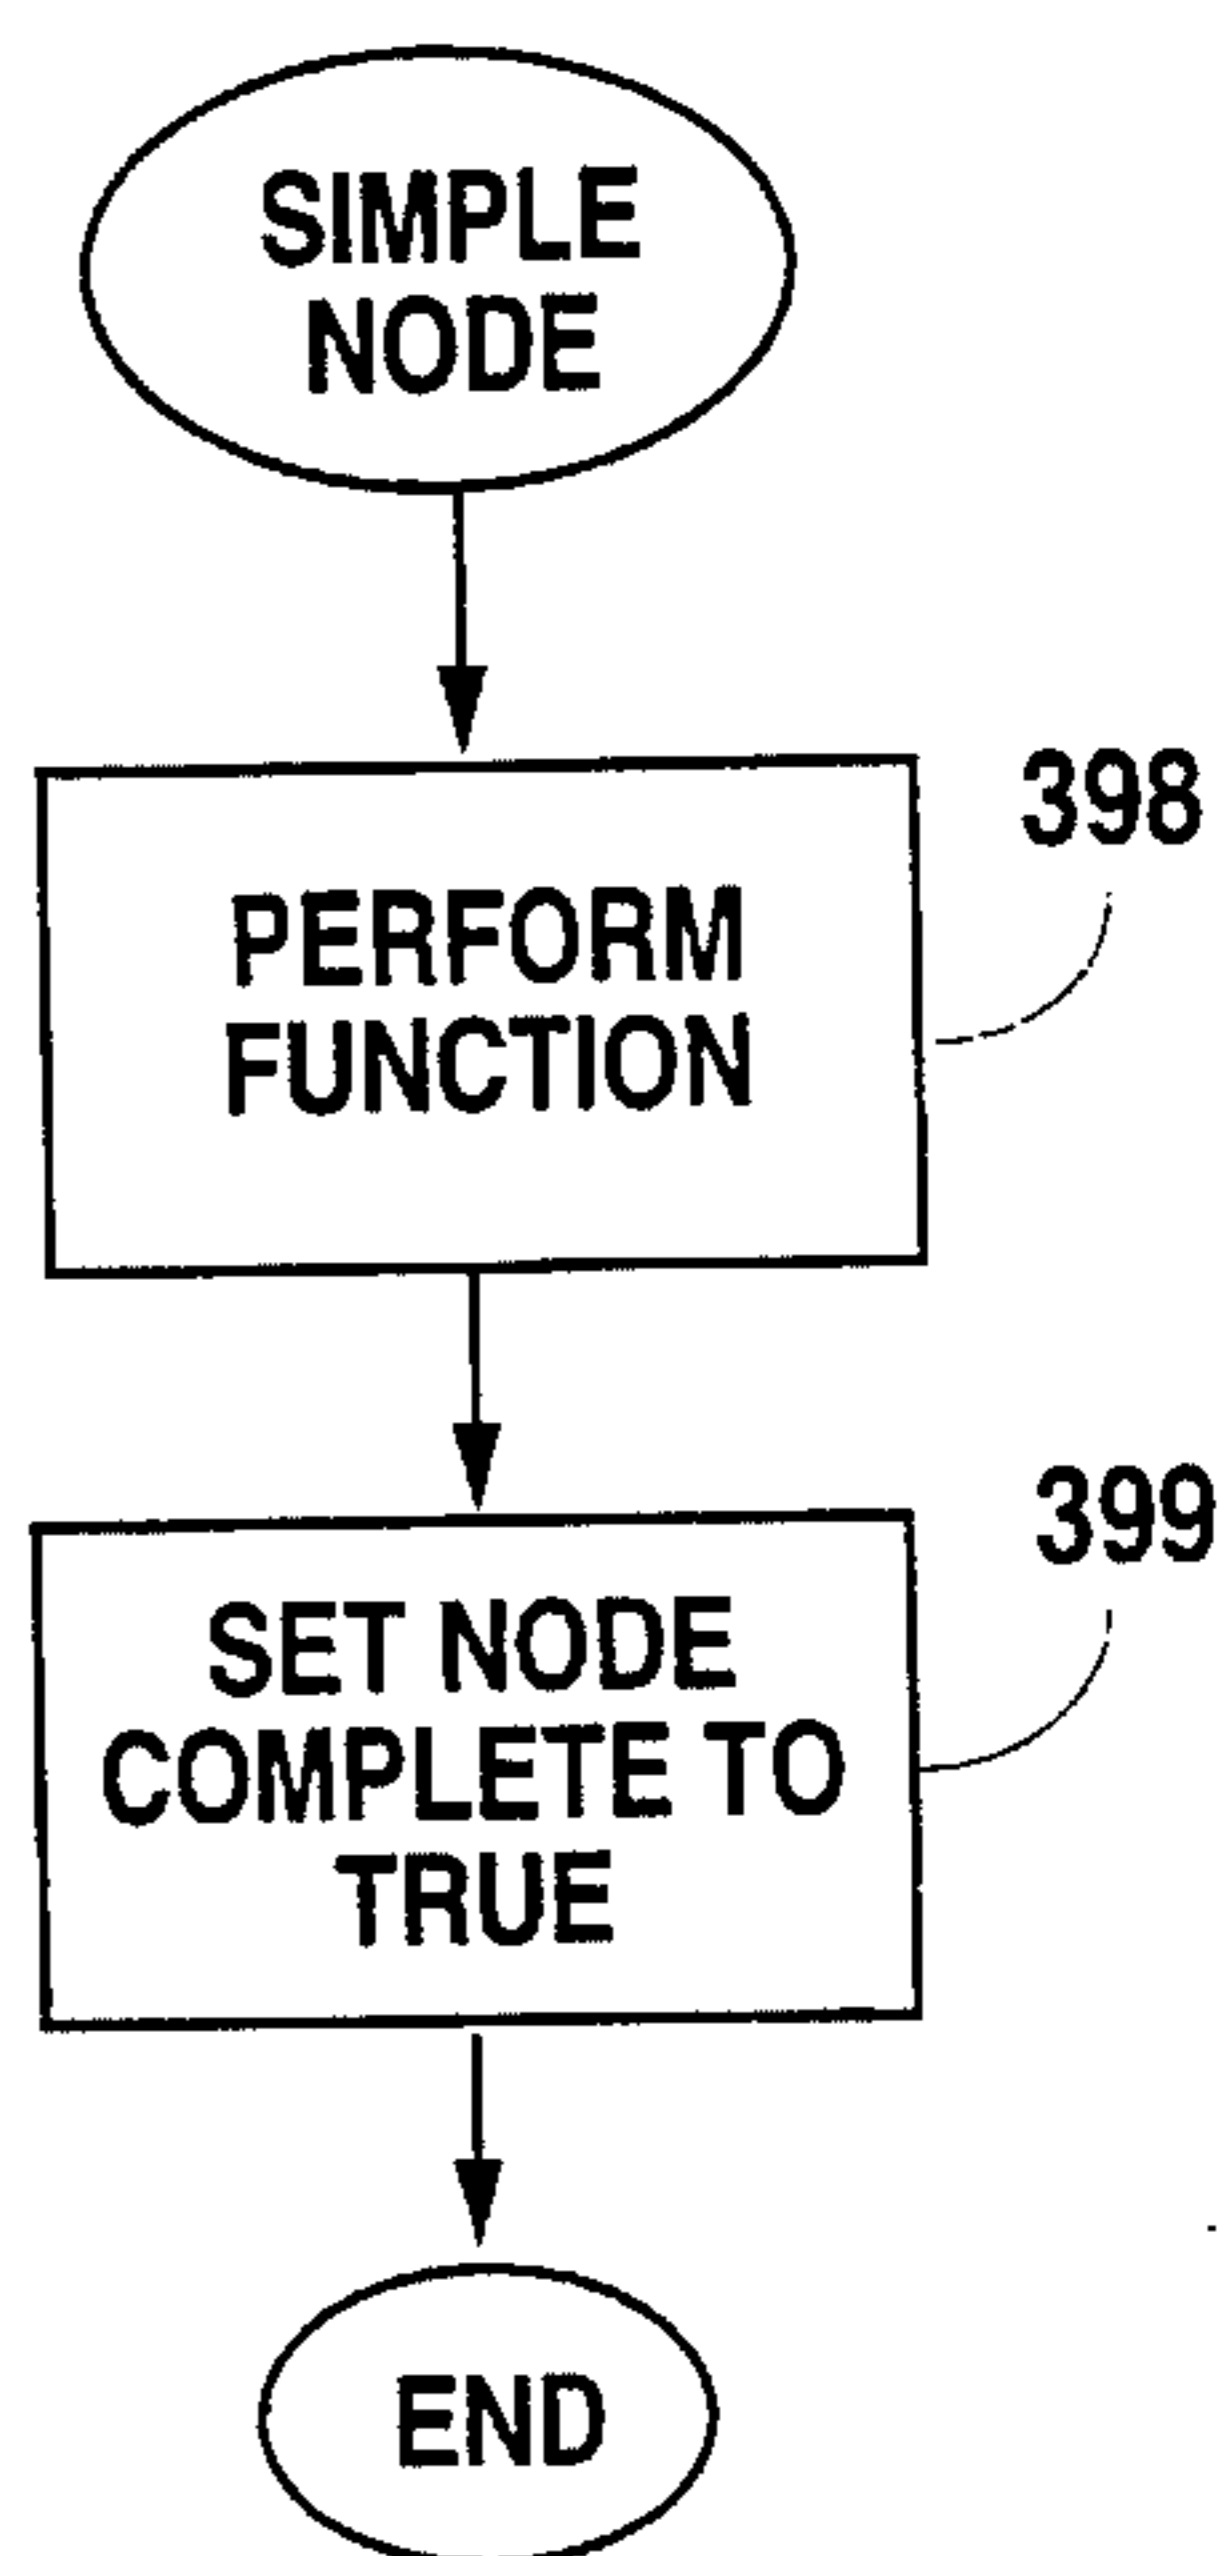 SIMPLE
NODE
398
PERFORM
FUNCTION
399
SET NODE
COMPLETE TO
TRUE
END